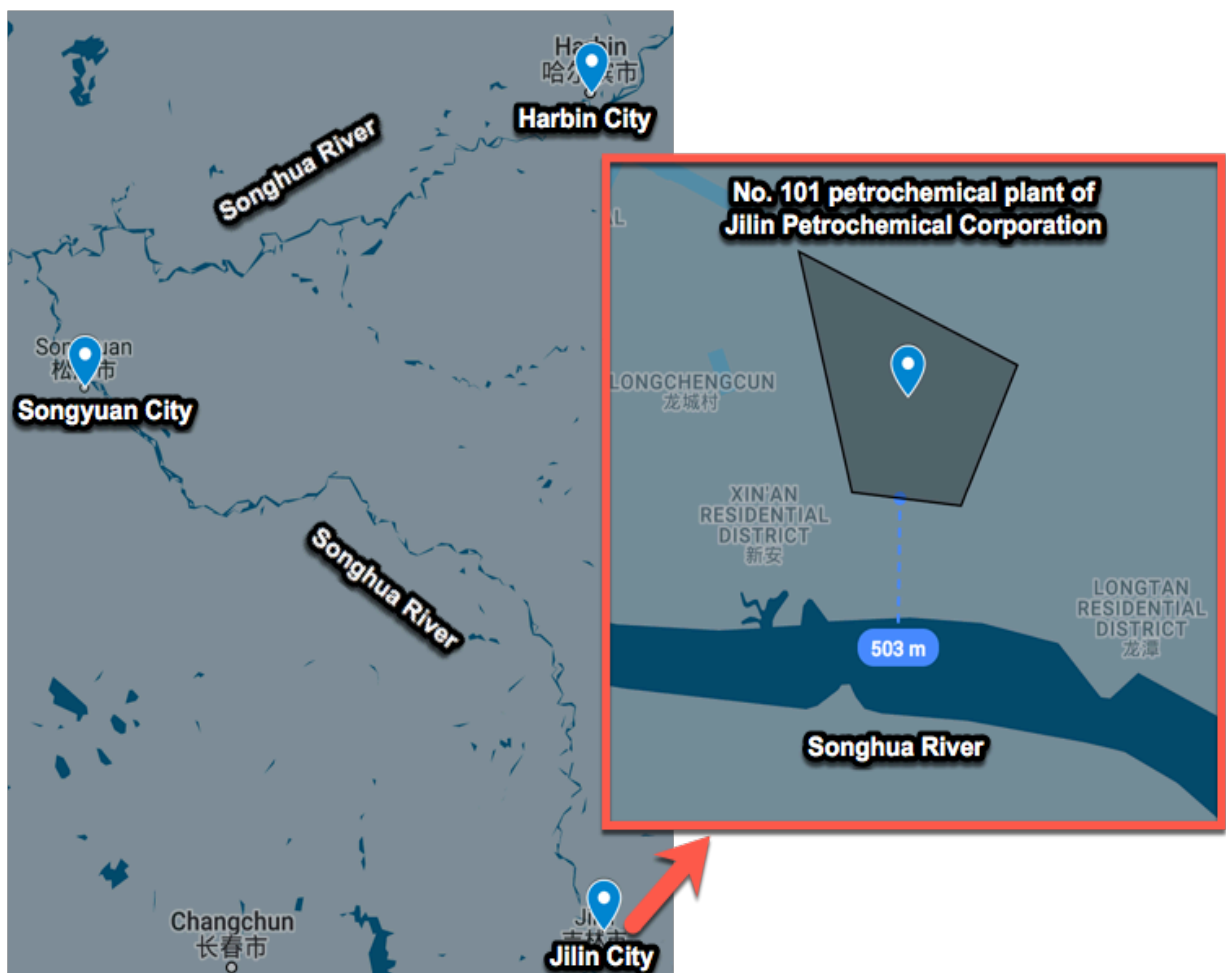 Harbin
哈尔滨市
Harbin City
Songhua River
Songyuan
松原市
Songyuan City
Songhua River
Changchun
长春市
Jilin
吉林市
Jilin City
No. 101 petrochemical plant of
Jilin Petrochemical Corporation
LONGCHENGCUN
龙城村
XIN'AN
RESIDENTIAL
DISTRICT
新安
LONGTAN
RESIDENTIAL
DISTRICT
龙潭
503 m
Songhua River